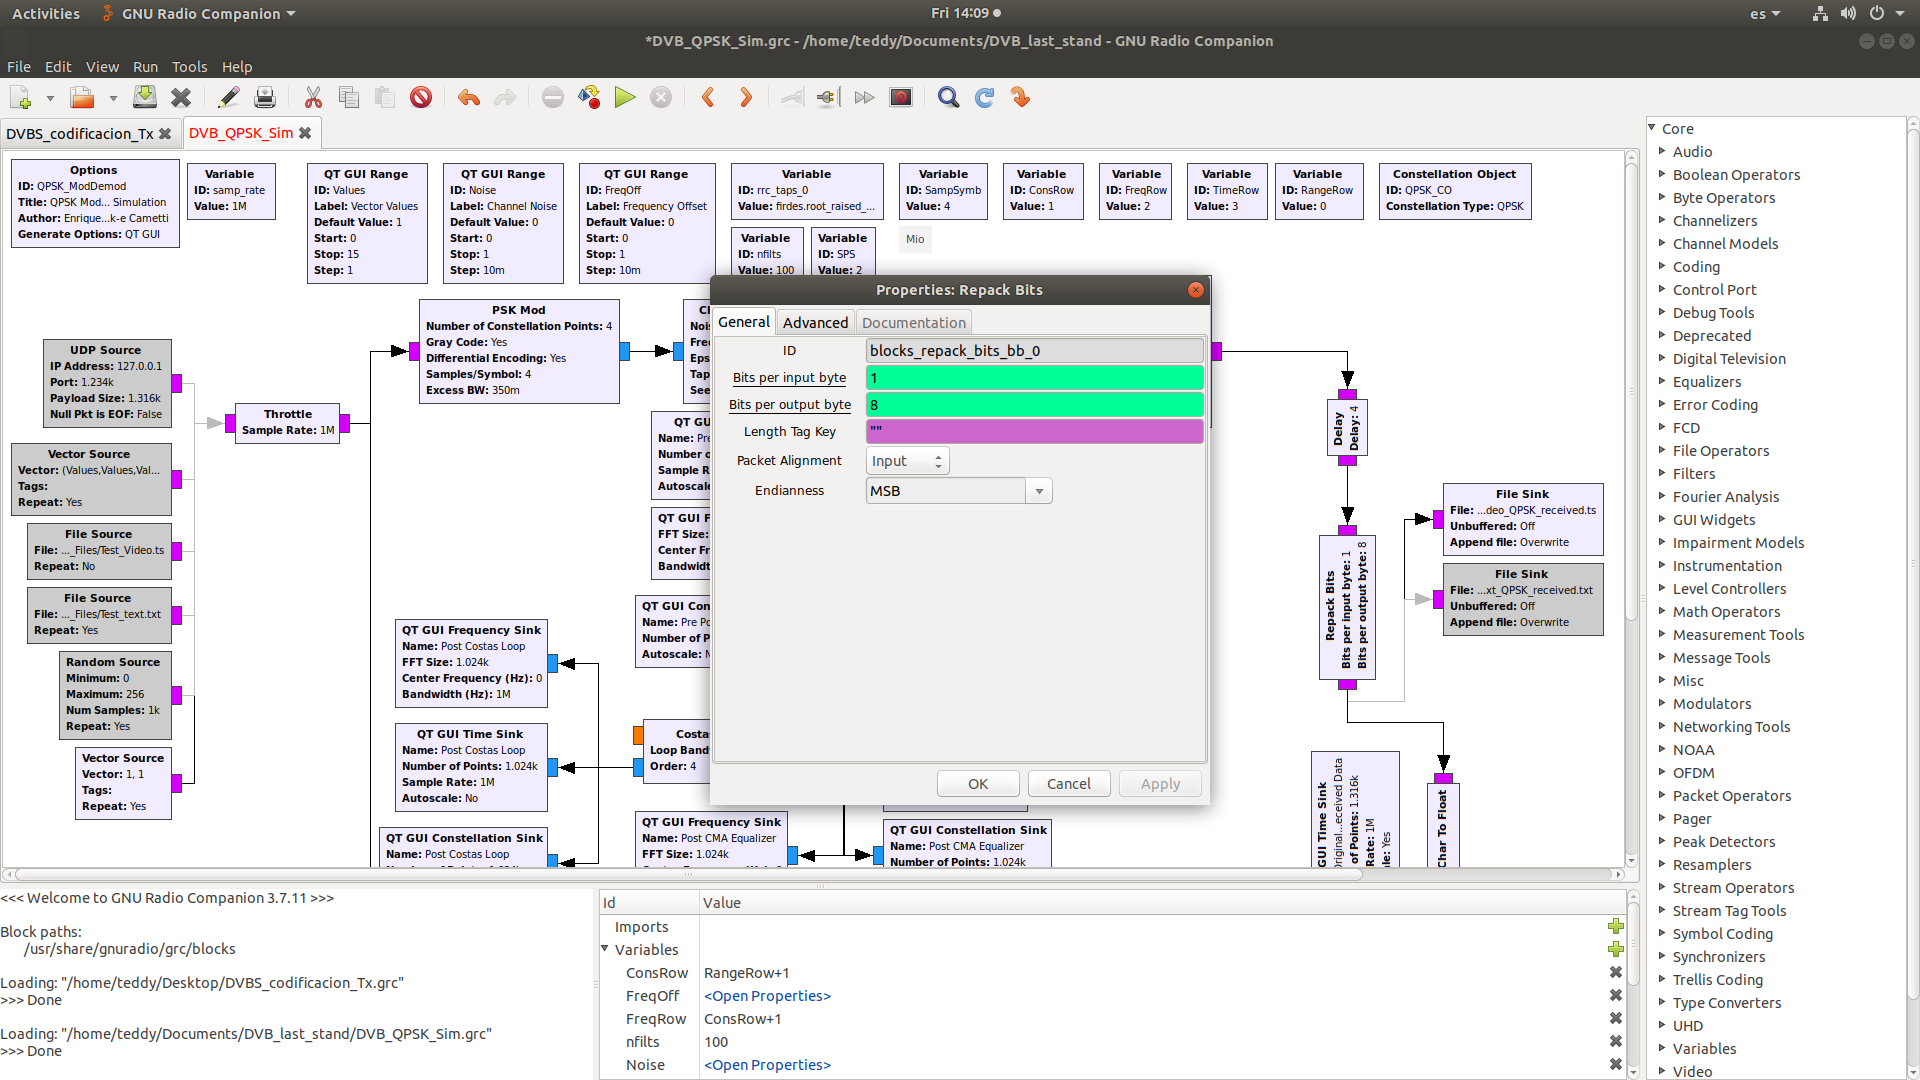 Activities
GNU Radio Companion
Fri 14:09
es
*DVB_QPSK_Sim.grc - /home/teddy/Documents/DVB_last_stand - GNU Radio Companion
File Edit View Run Tools Help
DVBS_codificacion_Tx
DVB_QPSK_Sim
Options
ID: QPSK_ModDemod
Title: QPSK Mod... Simulation
Author: Enrique...k-e Cametti
Generate Options: QT GUI
Variable
ID: samp_rate
Value: 1M
QT GUI Range
ID: Values
Label: Vector Values
Default Value: 1
Start: 0
Stop: 15
Step: 1
QT GUI Range
ID: Noise
Label: Channel Noise
Default Value: 0
Start: 0
Stop: 1
Step: 10m
QT GUI Range
ID: FreqOff
Label: Frequency Offset
Default Value: 0
Start: 0
Stop: 1
Step: 10m
Variable
ID: rrc_taps_0
Value: firdes.root_raised_...
Variable
ID: SampSymb
Value: 4
Variable
ID: ConsRow
Value: 1
Variable
ID: FreqRow
Value: 2
Variable
ID: TimeRow
Value: 3
Variable
ID: RangeRow
Value: 0
Constellation Object
ID: QPSK_CO
Constellation Type: QPSK
Variable
ID: nfilts
Value: 100
Variable
ID: SPS
Value: 2
Mio
PSK Mod
Number of Constellation Points: 4
Gray Code: Yes
Differential Encoding: Yes
Samples/Symbol: 4
Excess BW: 350m
UDP Source
IP Address: 127.0.0.1
Port: 1.234k
Payload Size: 1.316k
Null Pkt is EOF: False
Throttle
Sample Rate: 1M
Vector Source
Vector: (Values,Values,Val...
Tags:
Repeat: Yes
File Source
File: ..._Files/Test_Video.ts
Repeat: No
File Source
File: ..._Files/Test_text.txt
Repeat: Yes
Random Source
Minimum: 0
Maximum: 256
Num Samples: 1k
Repeat: Yes
Vector Source
Vector: 1, 1
Tags:
Repeat: Yes
QT GUI Frequency Sink
Name: Post Costas Loop
FFT Size: 1.024k
Center Frequency (Hz): 0
Bandwidth (Hz): 1M
QT GUI Time Sink
Name: Post Costas Loop
Number of Points: 1.024k
Sample Rate: 1M
Autoscale: No
QT GUI Constellation Sink
Name: Post Costas Loop
QT GUI Frequency Sink
Name: Post CMA Equalizer
FFT Size: 1.024k
QT GUI Constellation Sink
Name: Post CMA Equalizer
Number of Points: 1.024k
Properties: Repack Bits
General Advanced Documentation
ID blocks_repack_bits_bb_0
Bits per input byte 1
Bits per output byte 8
Length Tag Key ""
Packet Alignment Input
Endianness MSB
OK Cancel Apply
Delay
Delay: 4
Repack Bits
Bits per input byte: 1
Bits per output byte: 8
File Sink
File: ...deo_QPSK_received.ts
Unbuffered: Off
Append file: Overwrite
File Sink
File: ...xt_QPSK_received.txt
Unbuffered: Off
Append file: Overwrite
GUI Time Sink
Original...eceived Data
of Points: 1.316k
Rate: 1M
le: Yes
Char To Float
Core
Audio
Boolean Operators
Byte Operators
Channelizers
Channel Models
Coding
Control Port
Debug Tools
Deprecated
Digital Television
Equalizers
Error Coding
FCD
File Operators
Filters
Fourier Analysis
GUI Widgets
Impairment Models
Instrumentation
Level Controllers
Math Operators
Measurement Tools
Message Tools
Misc
Modulators
Networking Tools
NOAA
OFDM
Packet Operators
Pager
Peak Detectors
Resamplers
Stream Operators
Stream Tag Tools
Symbol Coding
Synchronizers
Trellis Coding
Type Converters
UHD
Variables
Video
<<< Welcome to GNU Radio Companion 3.7.11 >>>
Block paths:
/usr/share/gnuradio/grc/blocks
Loading: "/home/teddy/Desktop/DVBS_codificacion_Tx.grc"
>>> Done
Loading: "/home/teddy/Documents/DVB_last_stand/DVB_QPSK_Sim.grc"
>>> Done
Id Value
Imports
Variables
ConsRow RangeRow+1
FreqOff <Open Properties>
FreqRow ConsRow+1
nfilts 100
Noise <Open Properties>